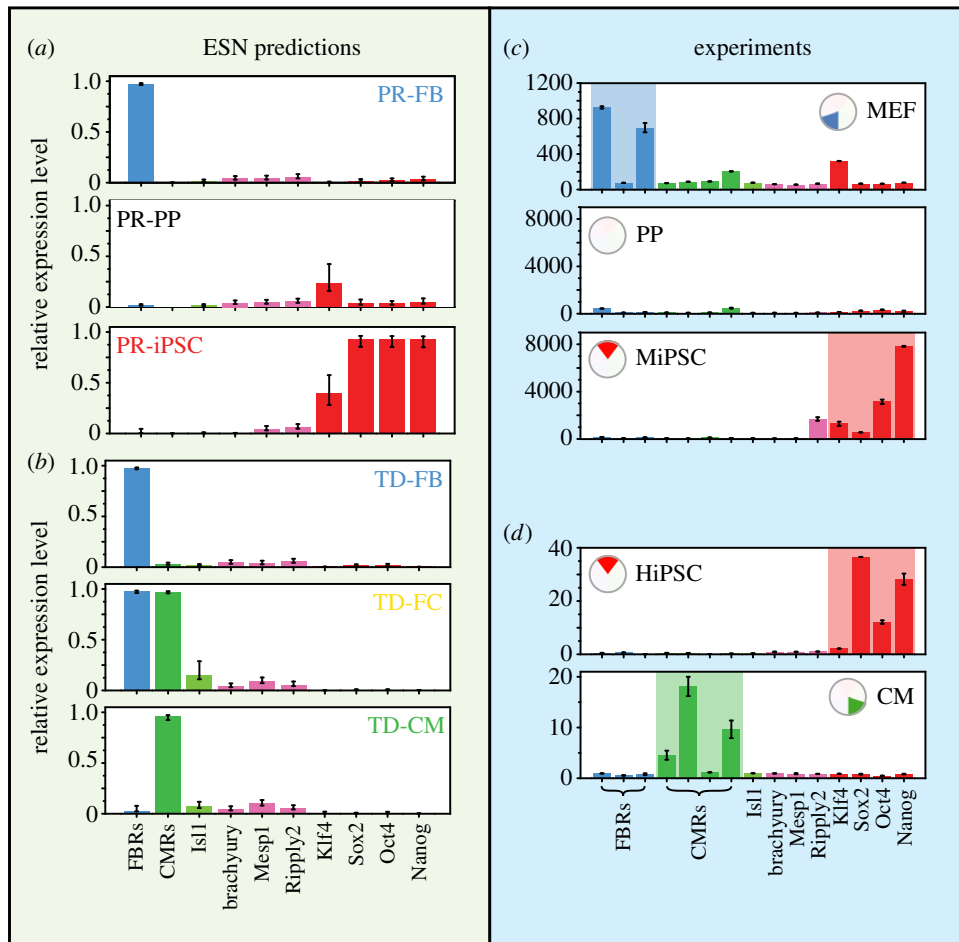 ESN predictions
(a)
relative expression level
1.0
0.5
0
PR-FB
1.0
0.5
0
PR-PP
1.0
0.5
0
PR-iPSC
(b)
relative expression level
1.0
0.5
0
TD-FB
1.0
0.5
0
TD-FC
1.0
0.5
0
TD-CM
FBRs
CMRs
Isl1
brachyury
Mesp1
Ripply2
Klf4
Sox2
Oct4
Nanog
experiments
(c)
1200
800
400
0
MEF
8000
4000
0
PP
8000
4000
0
MiPSC
(d)
40
20
0
HiPSC
20
10
0
CM
FBRs
CMRs
Isl1
brachyury
Mesp1
Ripply2
Klf4
Sox2
Oct4
Nanog